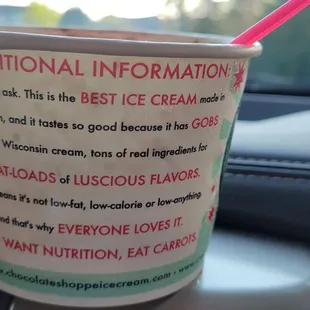 ITIONAL INFORMATION:
ask. This is the BEST ICE CREAM made in
and it tastes so good because it has GOBS
Wisconsin cream, tons of real ingredients for
AT-LOADS of LUSCIOUS FLAVORS.
eans it's not low-fat, low-calorie or low-anything,
nd that's why EVERYONE LOVES IT.
WANT NUTRITION, EAT CARROTS.
.chocolateshoppeicecream.com